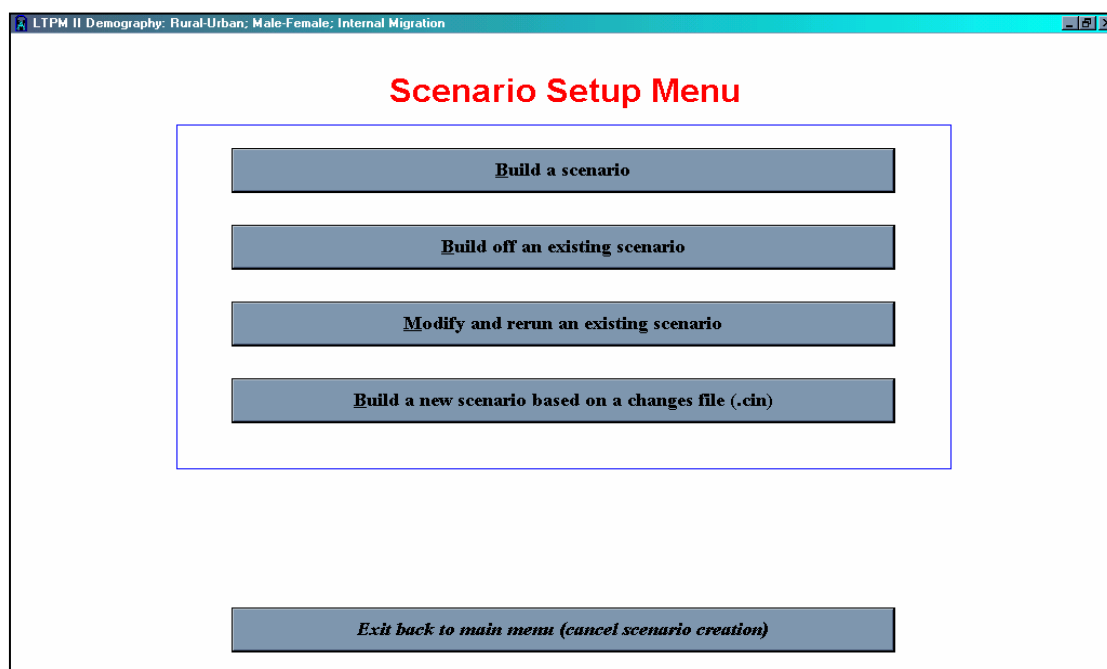 LTPM II Demography: Rural-Urban; Male-Female; Internal Migration
Scenario Setup Menu
Build a scenario
Build off an existing scenario
Modify and rerun an existing scenario
Build a new scenario based on a changes file (.cin)
Exit back to main menu (cancel scenario creation)